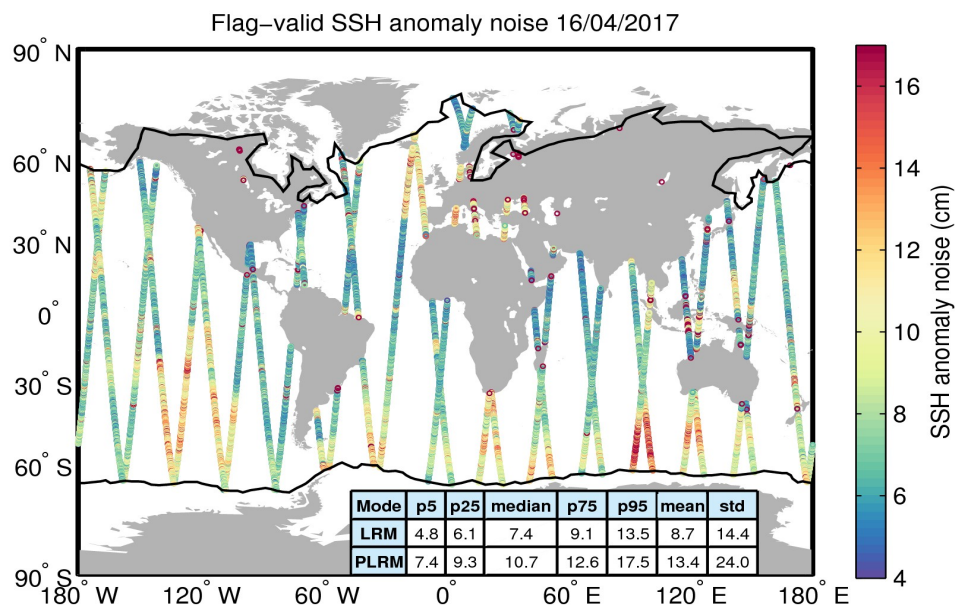 Flag−valid SSH anomaly noise 16/04/2017
90° N
60° N
30° N
0°
30° S
60° S
90° S
180° W
120° W
60° W
0°
60° E
120° E
180° E
16
14
12
10
8
6
4
SSH anomaly noise (cm)
Mode p5 p25 median p75 p95 mean std
LRM 4.8 6.1 7.4 9.1 13.5 8.7 14.4
PLRM 7.4 9.3 10.7 12.6 17.5 13.4 24.0